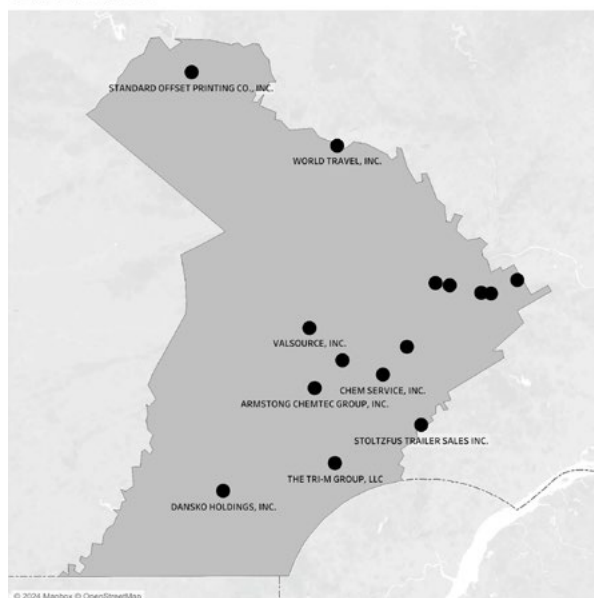 STANDARD OFFSET PRINTING CO., INC.
WORLD TRAVEL, INC.
VALSOURCE, INC.
CHEM SERVICE, INC.
ARMSTONG CHEMTEC GROUP, INC.
STOLTZFUS TRAILER SALES INC.
THE TRI-M GROUP, LLC
DANSKO HOLDINGS, INC.
© 2024 Mapbox © OpenStreetMap